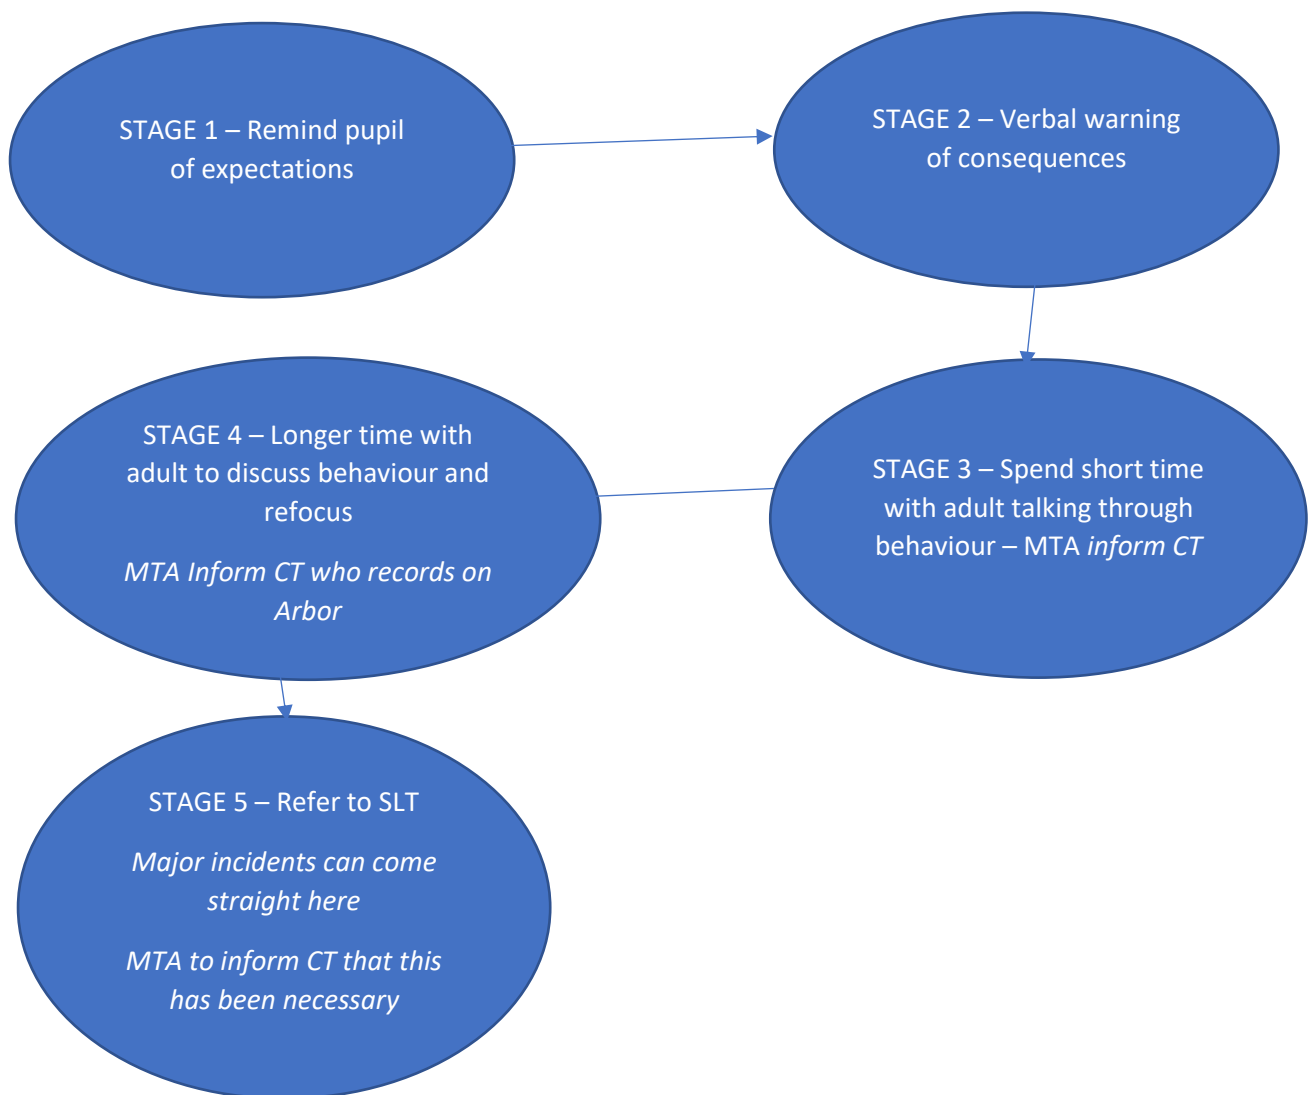 STAGE 1 – Remind pupil
of expectations
STAGE 2 – Verbal warning
of consequences
STAGE 3 – Spend short time
with adult talking through
behaviour – MTA inform CT
STAGE 4 – Longer time with
adult to discuss behaviour and
refocus
MTA Inform CT who records on
Arbor
STAGE 5 – Refer to SLT
Major incidents can come
straight here
MTA to inform CT that this
has been necessary